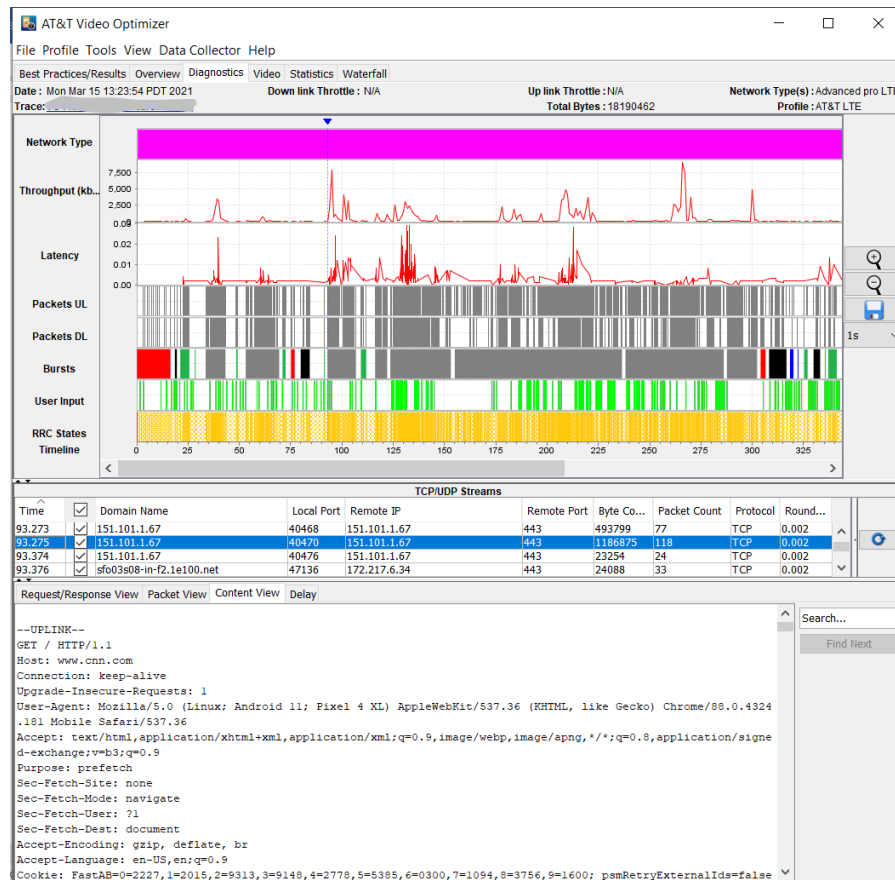 AT&T Video Optimizer
File Profile Tools View Data Collector Help
Best Practices/Results Overview Diagnostics Video Statistics Waterfall
Date : Mon Mar 15 13:23:54 PDT 2021 Down link Throttle : N/A Up link Throttle : N/A Network Type(s) : Advanced pro LTE
Trace: Total Bytes : 18190462 Profile : AT&T LTE
Network Type
7,500
Throughput (kb... 5,000
2,500
0.0
0.02
Latency
0.01
0.00
Packets UL
Packets DL 1s
Bursts
User Input
RRC States
Timeline 0 25 50 75 100 125 150 175 200 225 250 275 300 325
TCP/UDP Streams
Time Domain Name Local Port Remote IP Remote Port Byte Co... Packet Count Protocol Round...
93.273 151.101.1.67 40468 151.101.1.67 443 493799 77 TCP 0.002
93.275 151.101.1.67 40470 151.101.1.67 443 1186875 118 TCP 0.002
93.374 151.101.1.67 40476 151.101.1.67 443 23254 24 TCP 0.002
93.376 sfo03s08-in-f2.1e100.net 47136 172.217.6.34 443 24088 33 TCP 0.002
Request/Response View Packet View Content View Delay
Search...
Find Next
--UPLINK--
GET / HTTP/1.1
Host: www.cnn.com
Connection: keep-alive
Upgrade-Insecure-Requests: 1
User-Agent: Mozilla/5.0 (Linux; Android 11; Pixel 4 XL) AppleWebKit/537.36 (KHTML, like Gecko) Chrome/88.0.4324
.181 Mobile Safari/537.36
Accept: text/html,application/xhtml+xml,application/xml;q=0.9,image/webp,image/apng,*/*;q=0.8,application/signe
d-exchange;v=b3;q=0.9
Purpose: prefetch
Sec-Fetch-Site: none
Sec-Fetch-Mode: navigate
Sec-Fetch-User: ?1
Sec-Fetch-Dest: document
Accept-Encoding: gzip, deflate, br
Accept-Language: en-US,en;q=0.9
Cookie: FastAB=0=2227,1=2015,2=9313,3=9148,4=2778,5=5385,6=0300,7=1094,8=3756,9=1600; psmRetryExternalIds=false